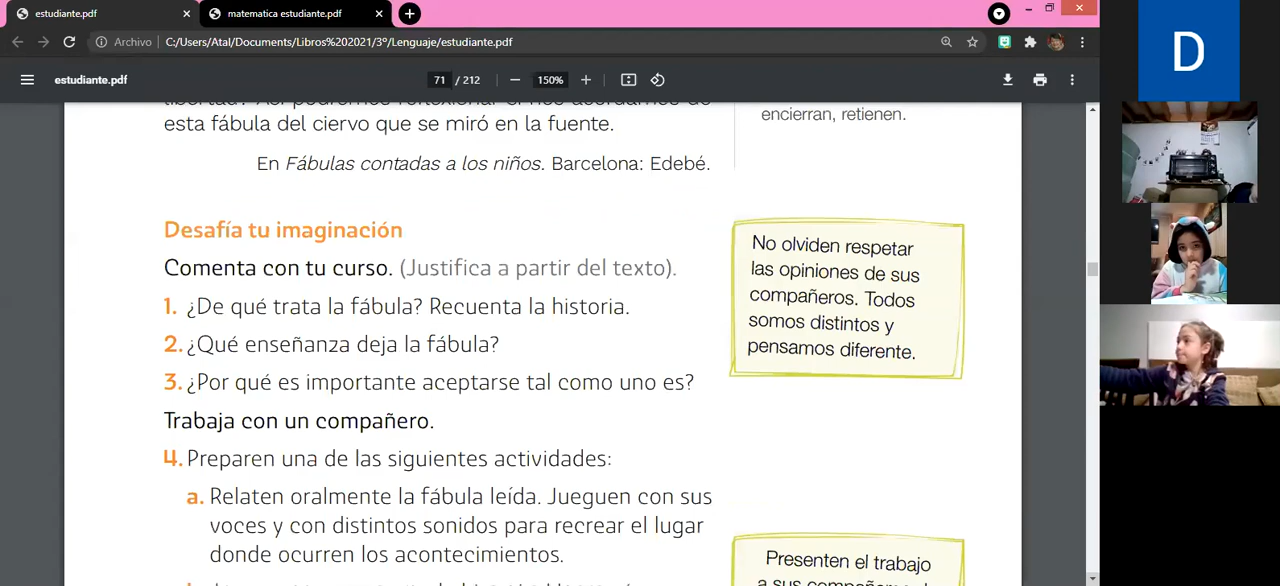 estudiante.pdf
matematica estudiante.pdf
Archivo
C:/Users/Atal/Documents/Libros%202021/3º/Lenguaje/estudiante.pdf
estudiante.pdf
71 / 212
150%
esta fábula del ciervo que se miró en la fuente.
encierran, retienen.
En Fábulas contadas a los niños. Barcelona: Edebé.
Desafía tu imaginación
Comenta con tu curso. (Justifica a partir del texto).
1. ¿De qué trata la fábula? Recuenta la historia.
2. ¿Qué enseñanza deja la fábula?
3. ¿Por qué es importante aceptarse tal como uno es?
Trabaja con un compañero.
4. Preparen una de las siguientes actividades:
a. Relaten oralmente la fábula leída. Jueguen con sus
voces y con distintos sonidos para recrear el lugar
donde ocurren los acontecimientos.
No olviden respetar
las opiniones de sus
compañeros. Todos
somos distintos y
pensamos diferente.
Presenten el trabajo
a sus compañeros
D